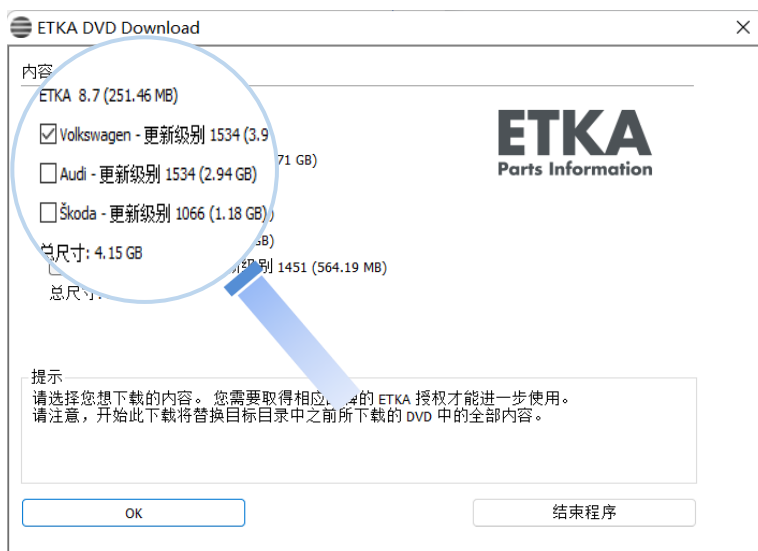 ETKA DVD Download
内容
ETKA 8.7 (251.46 MB)
Volkswagen - 更新级别 1534 (3.9
71 GB)
Audi - 更新级别 1534 (2.94 GB)
Škoda - 更新级别 1066 (1.18 GB)
GB)
总尺寸: 4.15 GB
级别 1451 (564.19 MB)
总尺寸:
ETKA
Parts Information
提示
请选择您想下载的内容。 您需要取得相应的 ETKA 授权才能进一步使用。
请注意，开始此下载将替换目标目录中之前所下载的 DVD 中的全部内容。
OK
结束程序